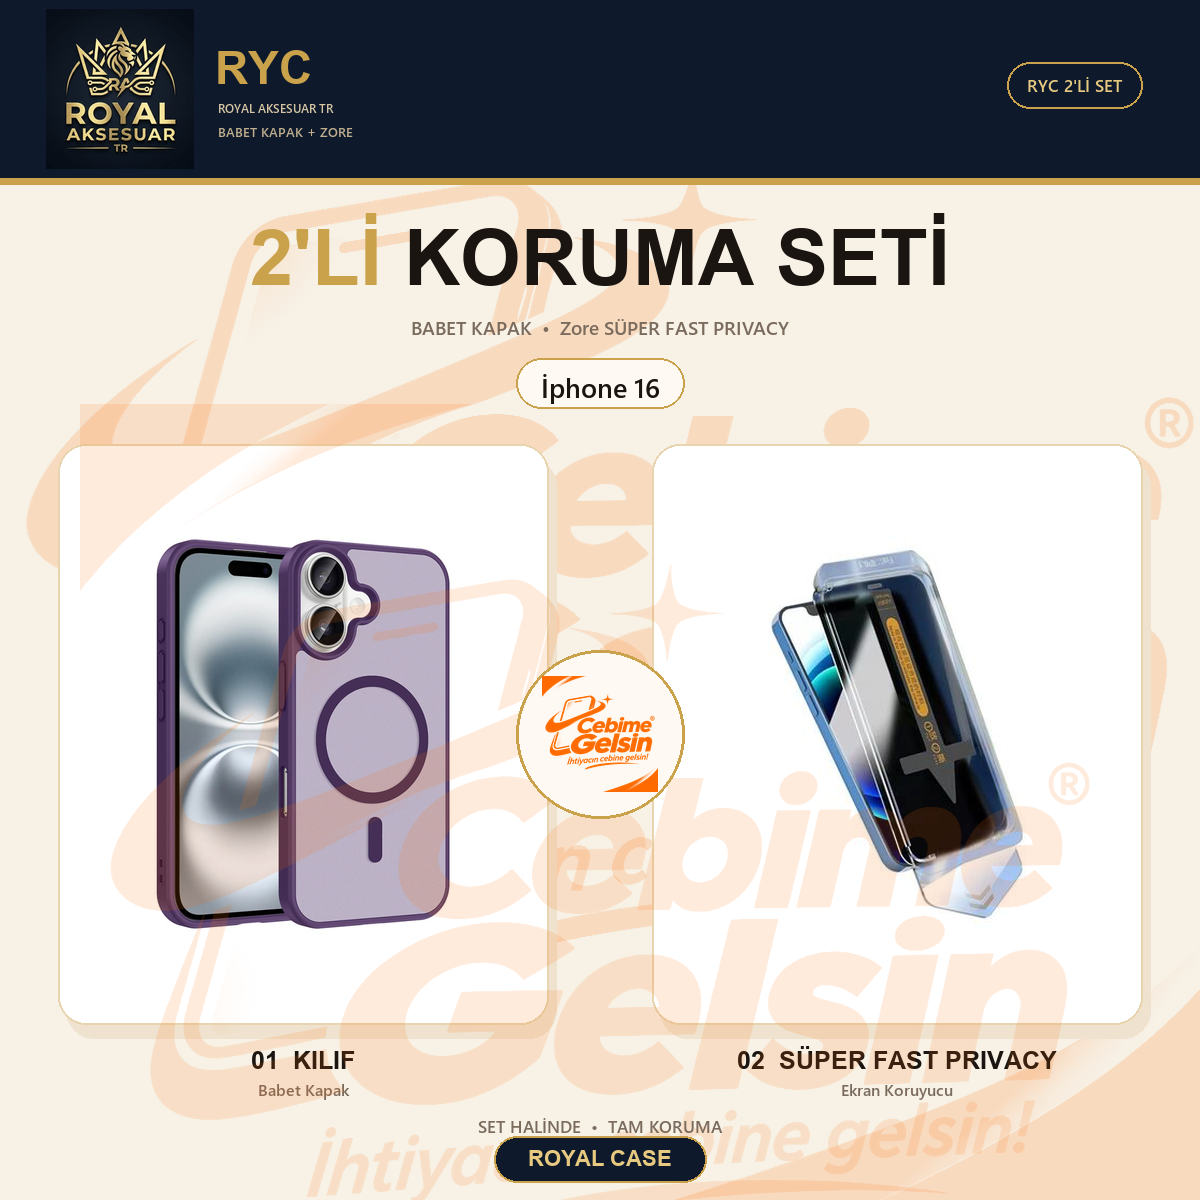 ROYAL
AKSESUAR
TR
RYC
ROYAL AKSESUAR TR
BABET KAPAK + ZORE
RYC 2'Lİ SET
2'Lİ KORUMA SETİ
BABET KAPAK • Zore SÜPER FAST PRIVACY
İphone 16
Cebime
Gelsin
İhtiyacın cebine gelsin!
®
Cebime ®
Gelsin
01 KILIF
Babet Kapak
02 SÜPER FAST PRIVACY
Ekran Koruyucu
SET HALİNDE • TAM KORUMA
ROYAL CASE